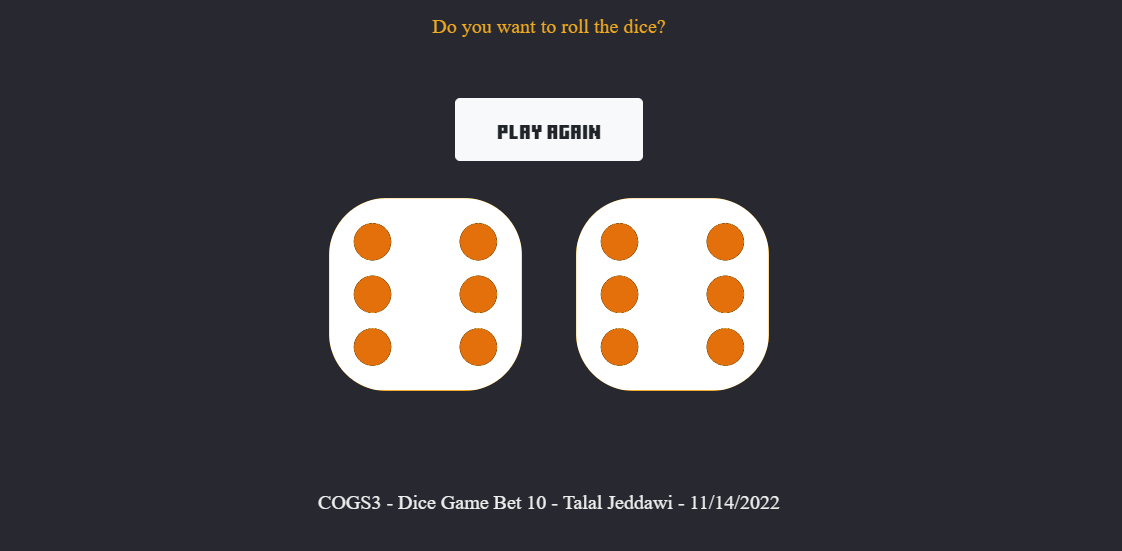 Do you want to roll the dice?
PLAY AGAIN
COGS3 - Dice Game Bet 10 - Talal Jeddawi - 11/14/2022